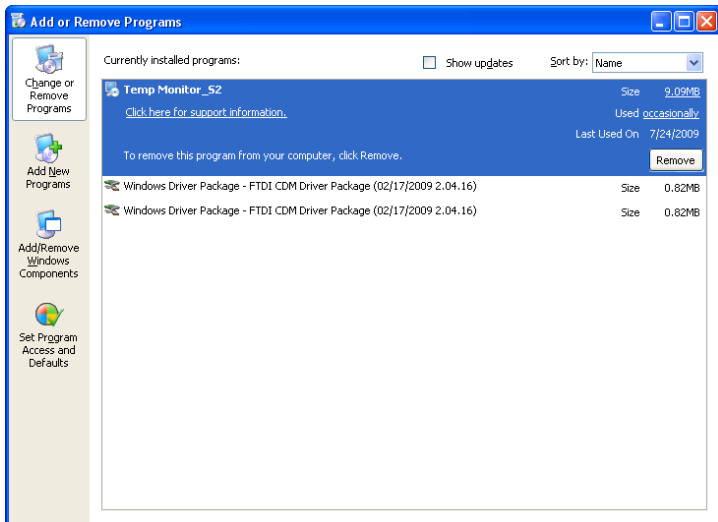 Add or Remove Programs
Change or
Remove
Programs
Add New
Programs
Add/Remove
Windows
Components
Set Program
Access and
Defaults
Currently installed programs:
Show updates
Sort by: Name
Temp Monitor_S2
Size 9.09MB
Click here for support information.
Used occasionally
Last Used On 7/24/2009
To remove this program from your computer, click Remove.
Remove
Windows Driver Package - FTDI CDM Driver Package (02/17/2009 2.04.16) Size 0.82MB
Windows Driver Package - FTDI CDM Driver Package (02/17/2009 2.04.16) Size 0.82MB